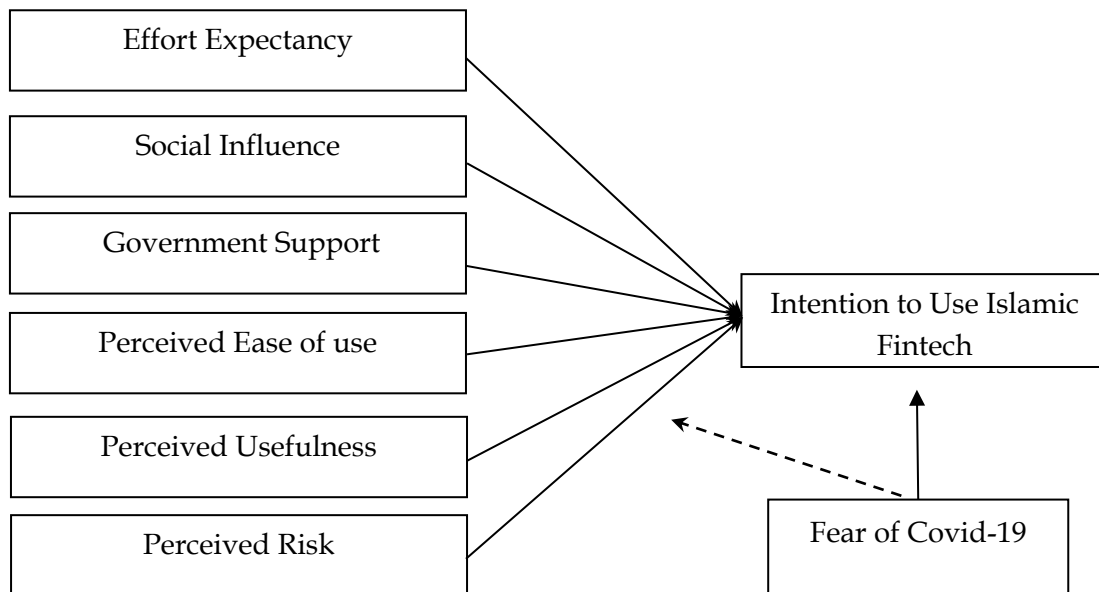 Effort Expectancy
Social Influence
Government Support
Perceived Ease of use
Perceived Usefulness
Perceived Risk
Intention to Use Islamic
Fintech
Fear of Covid-19